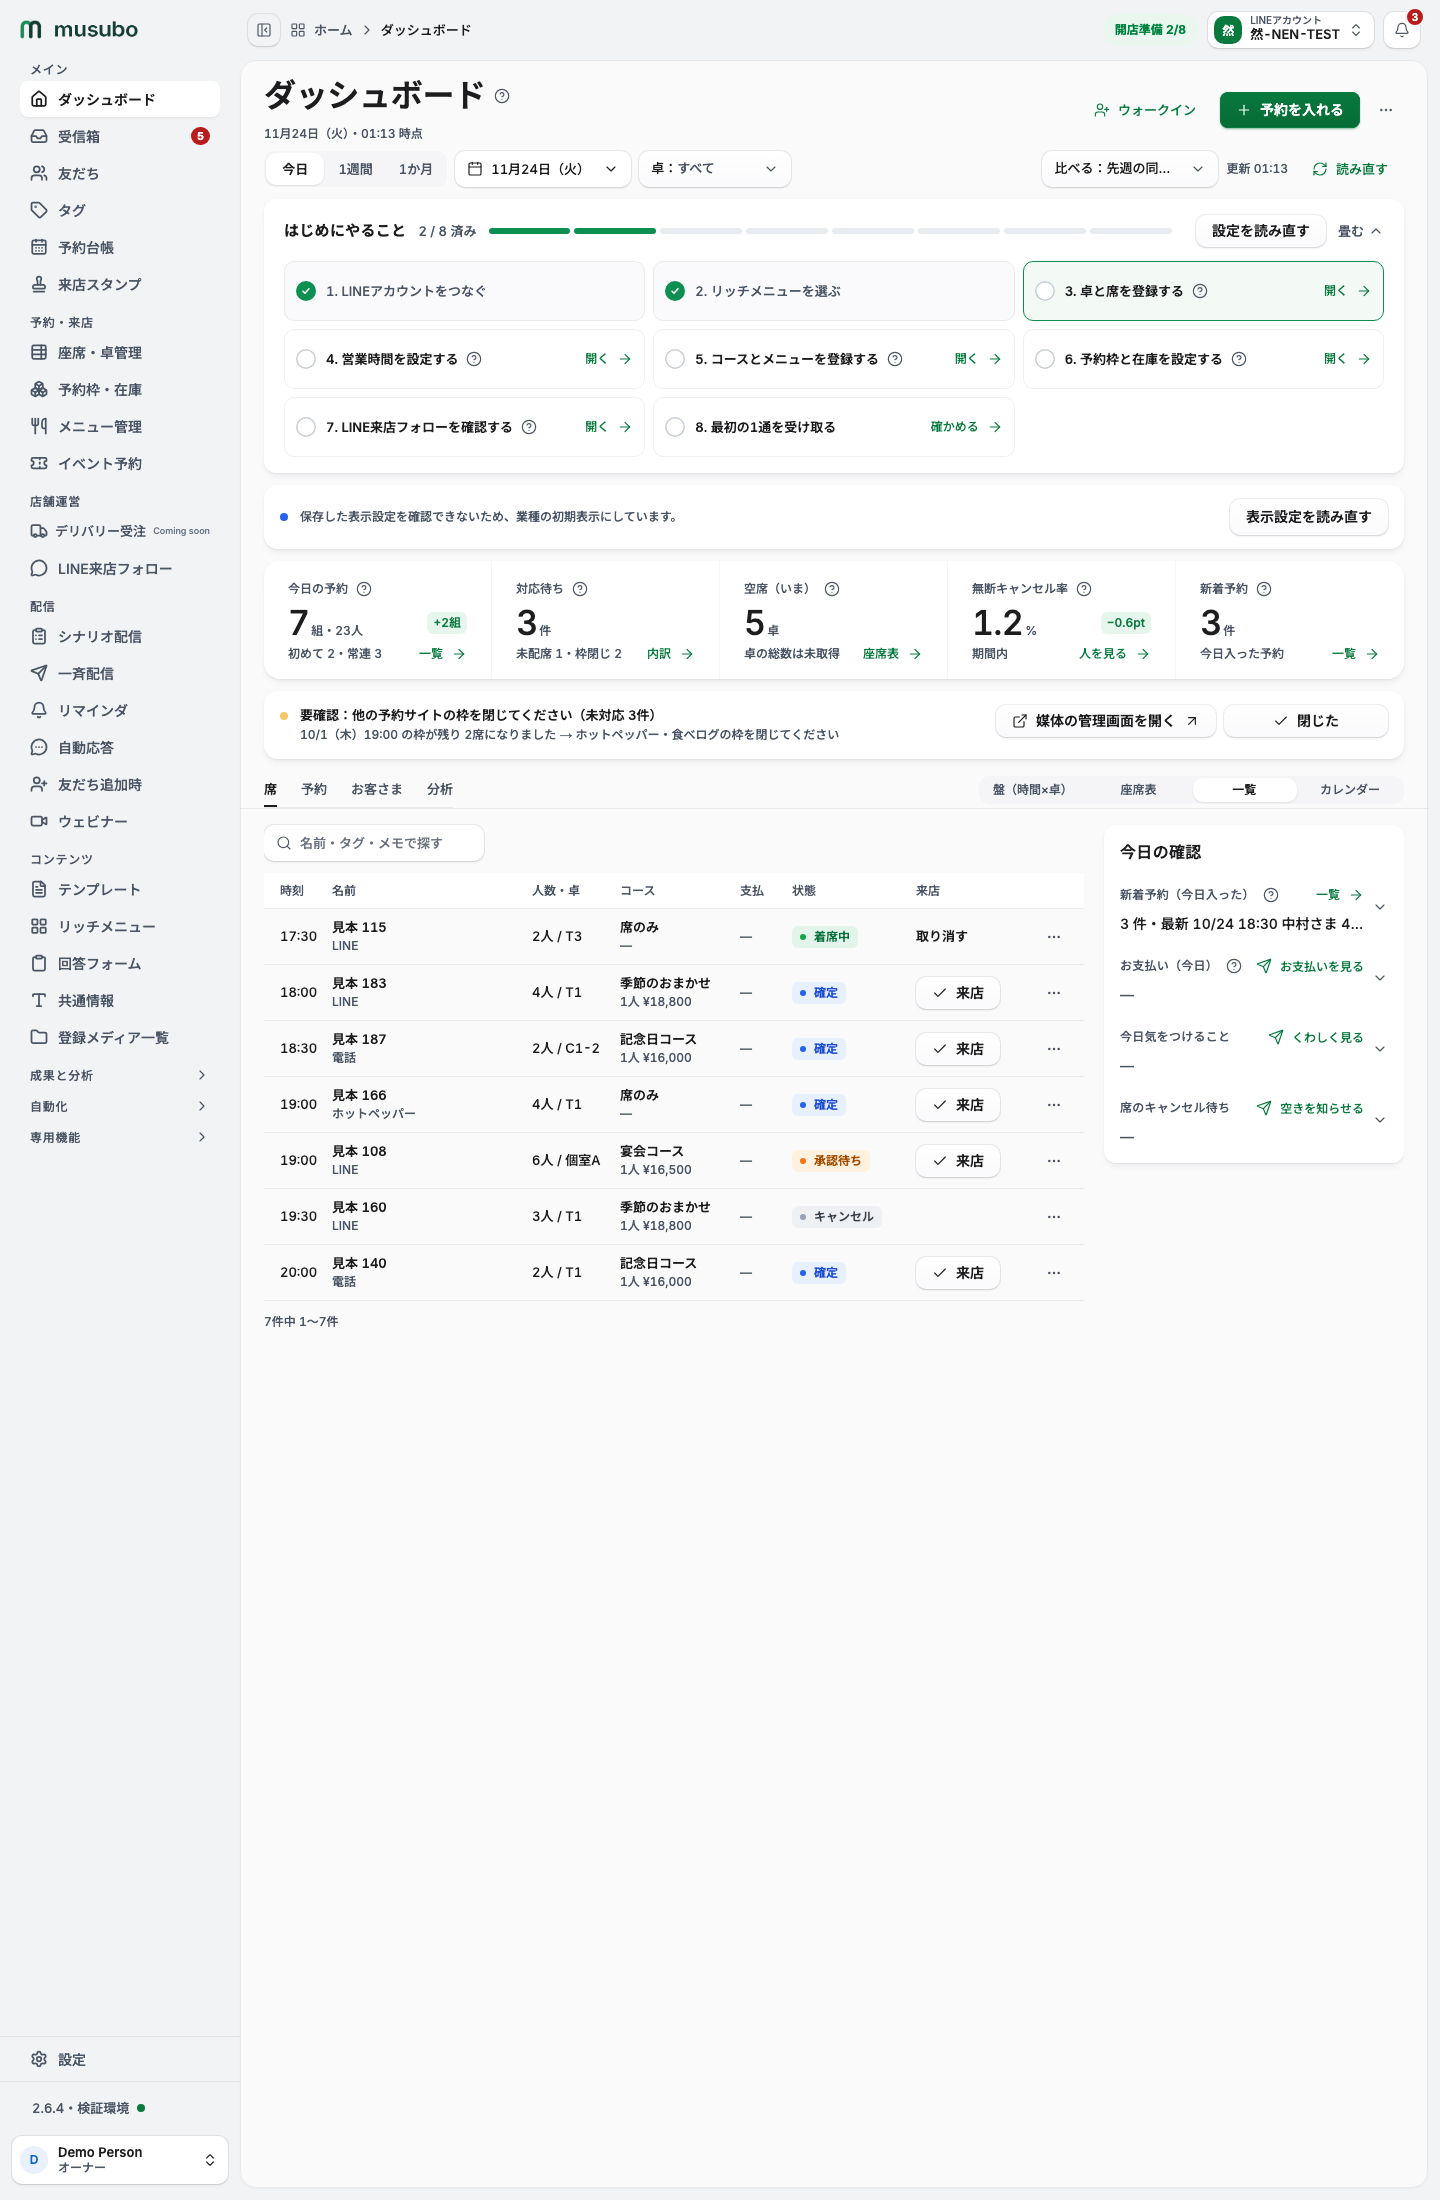 musubo
メイン
ダッシュボード
受信箱 5
友だち
タグ
予約台帳
来店スタンプ
予約・来店
座席・卓管理
予約枠・在庫
メニュー管理
イベント予約
店舗運営
デリバリー受注 Coming soon
LINE来店フォロー
配信
シナリオ配信
一斉配信
リマインダ
自動応答
友だち追加時
ウェビナー
コンテンツ
テンプレート
リッチメニュー
回答フォーム
共通情報
登録メディア一覧
成果と分析
自動化
専用機能
設定
2.6.4・検証環境
D Demo Person
オーナー
ホーム > ダッシュボード
開店準備 2/8
然 LINEアカウント
然-NEN-TEST
3
ダッシュボード
11月24日（火）・01:13 時点
ウォークイン
+ 予約を入れる
今日 1週間 1か月
11月24日（火）
卓：すべて
比べる：先週の同...
更新 01:13
読み直す
はじめにやること 2 / 8 済み
設定を読み直す
畳む
1. LINEアカウントをつなぐ
2. リッチメニューを選ぶ
3. 卓と席を登録する 開く →
4. 営業時間を設定する 開く →
5. コースとメニューを登録する 開く →
6. 予約枠と在庫を設定する 開く →
7. LINE来店フォローを確認する 開く →
8. 最初の1通を受け取る 確かめる →
保存した表示設定を確認できないため、業種の初期表示にしています。
表示設定を読み直す
今日の予約
7 組・23人 +2組
初めて 2・常連 3 一覧 →
対応待ち
3 件
未配席 1・枠閉じ 2 内訳 →
空席（いま）
5 卓
卓の総数は未取得 座席表 →
無断キャンセル率
1.2 % −0.6pt
期間内 人を見る →
新着予約
3 件
今日入った予約 一覧 →
要確認：他の予約サイトの枠を閉じてください（未対応 3件）
10/1（木）19:00 の枠が残り 2席になりました → ホットペッパー・食べログの枠を閉じてください
媒体の管理画面を開く
閉じた
席 予約 お客さま 分析
盤（時間×卓） 座席表 一覧 カレンダー
名前・タグ・メモで探す
時刻 名前 人数・卓 コース 支払 状態 来店
17:30 見本 115 2人 / T3 席のみ — 着席中 取り消す
LINE —
18:00 見本 183 4人 / T1 季節のおまかせ — 確定 来店
LINE 1人 ¥18,800
18:30 見本 187 2人 / C1-2 記念日コース — 確定 来店
電話 1人 ¥16,000
19:00 見本 166 4人 / T1 席のみ — 確定 来店
ホットペッパー —
19:00 見本 108 6人 / 個室A 宴会コース — 承認待ち 来店
LINE 1人 ¥16,500
19:30 見本 160 3人 / T1 季節のおまかせ — キャンセル
LINE 1人 ¥18,800
20:00 見本 140 2人 / T1 記念日コース — 確定 来店
電話 1人 ¥16,000
7件中 1〜7件
今日の確認
新着予約（今日入った） 一覧 →
3 件・最新 10/24 18:30 中村さま 4...
お支払い（今日） お支払いを見る
—
今日気をつけること くわしく見る
—
席のキャンセル待ち 空きを知らせる
—